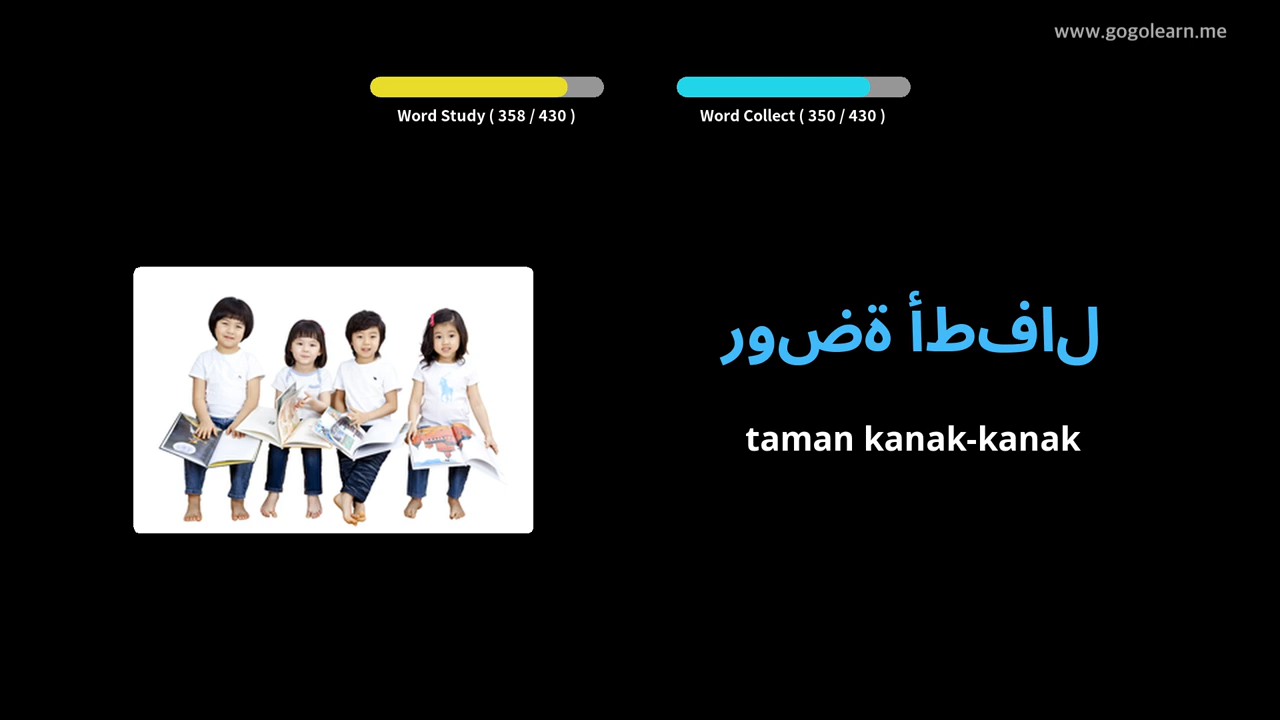 www.gogolearn.me
Word Study ( 358 / 430 )
Word Collect ( 350 / 430 )
لافطأ ةضور
taman kanak-kanak